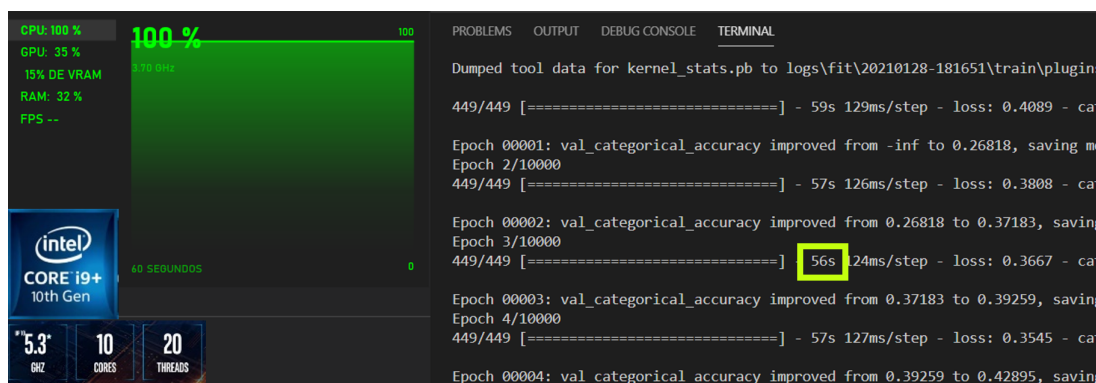 CPU: 100 %
GPU: 35 %
15% DE VRAM
RAM: 32 %
FPS --
100 %
100
3.70 GHz
60 SEGUNDOS
0
intel
CORE i9+
10th Gen
5.3*
GHZ
10
CORES
20
THREADS
PROBLEMS OUTPUT DEBUG CONSOLE TERMINAL
Dumped tool data for kernel_stats.pb to logs\fit\20210128-181651\train\plugin
449/449 [==============================] - 59s 129ms/step - loss: 0.4089 - ca
Epoch 00001: val_categorical_accuracy improved from -inf to 0.26818, saving m
Epoch 2/10000
449/449 [==============================] - 57s 126ms/step - loss: 0.3808 - ca
Epoch 00002: val_categorical_accuracy improved from 0.26818 to 0.37183, saving
Epoch 3/10000
449/449 [==============================] - 56s 124ms/step - loss: 0.3667 - ca
Epoch 00003: val_categorical_accuracy improved from 0.37183 to 0.39259, saving
Epoch 4/10000
449/449 [==============================] - 57s 127ms/step - loss: 0.3545 - ca
Epoch 00004: val_categorical_accuracy improved from 0.39259 to 0.42895, saving